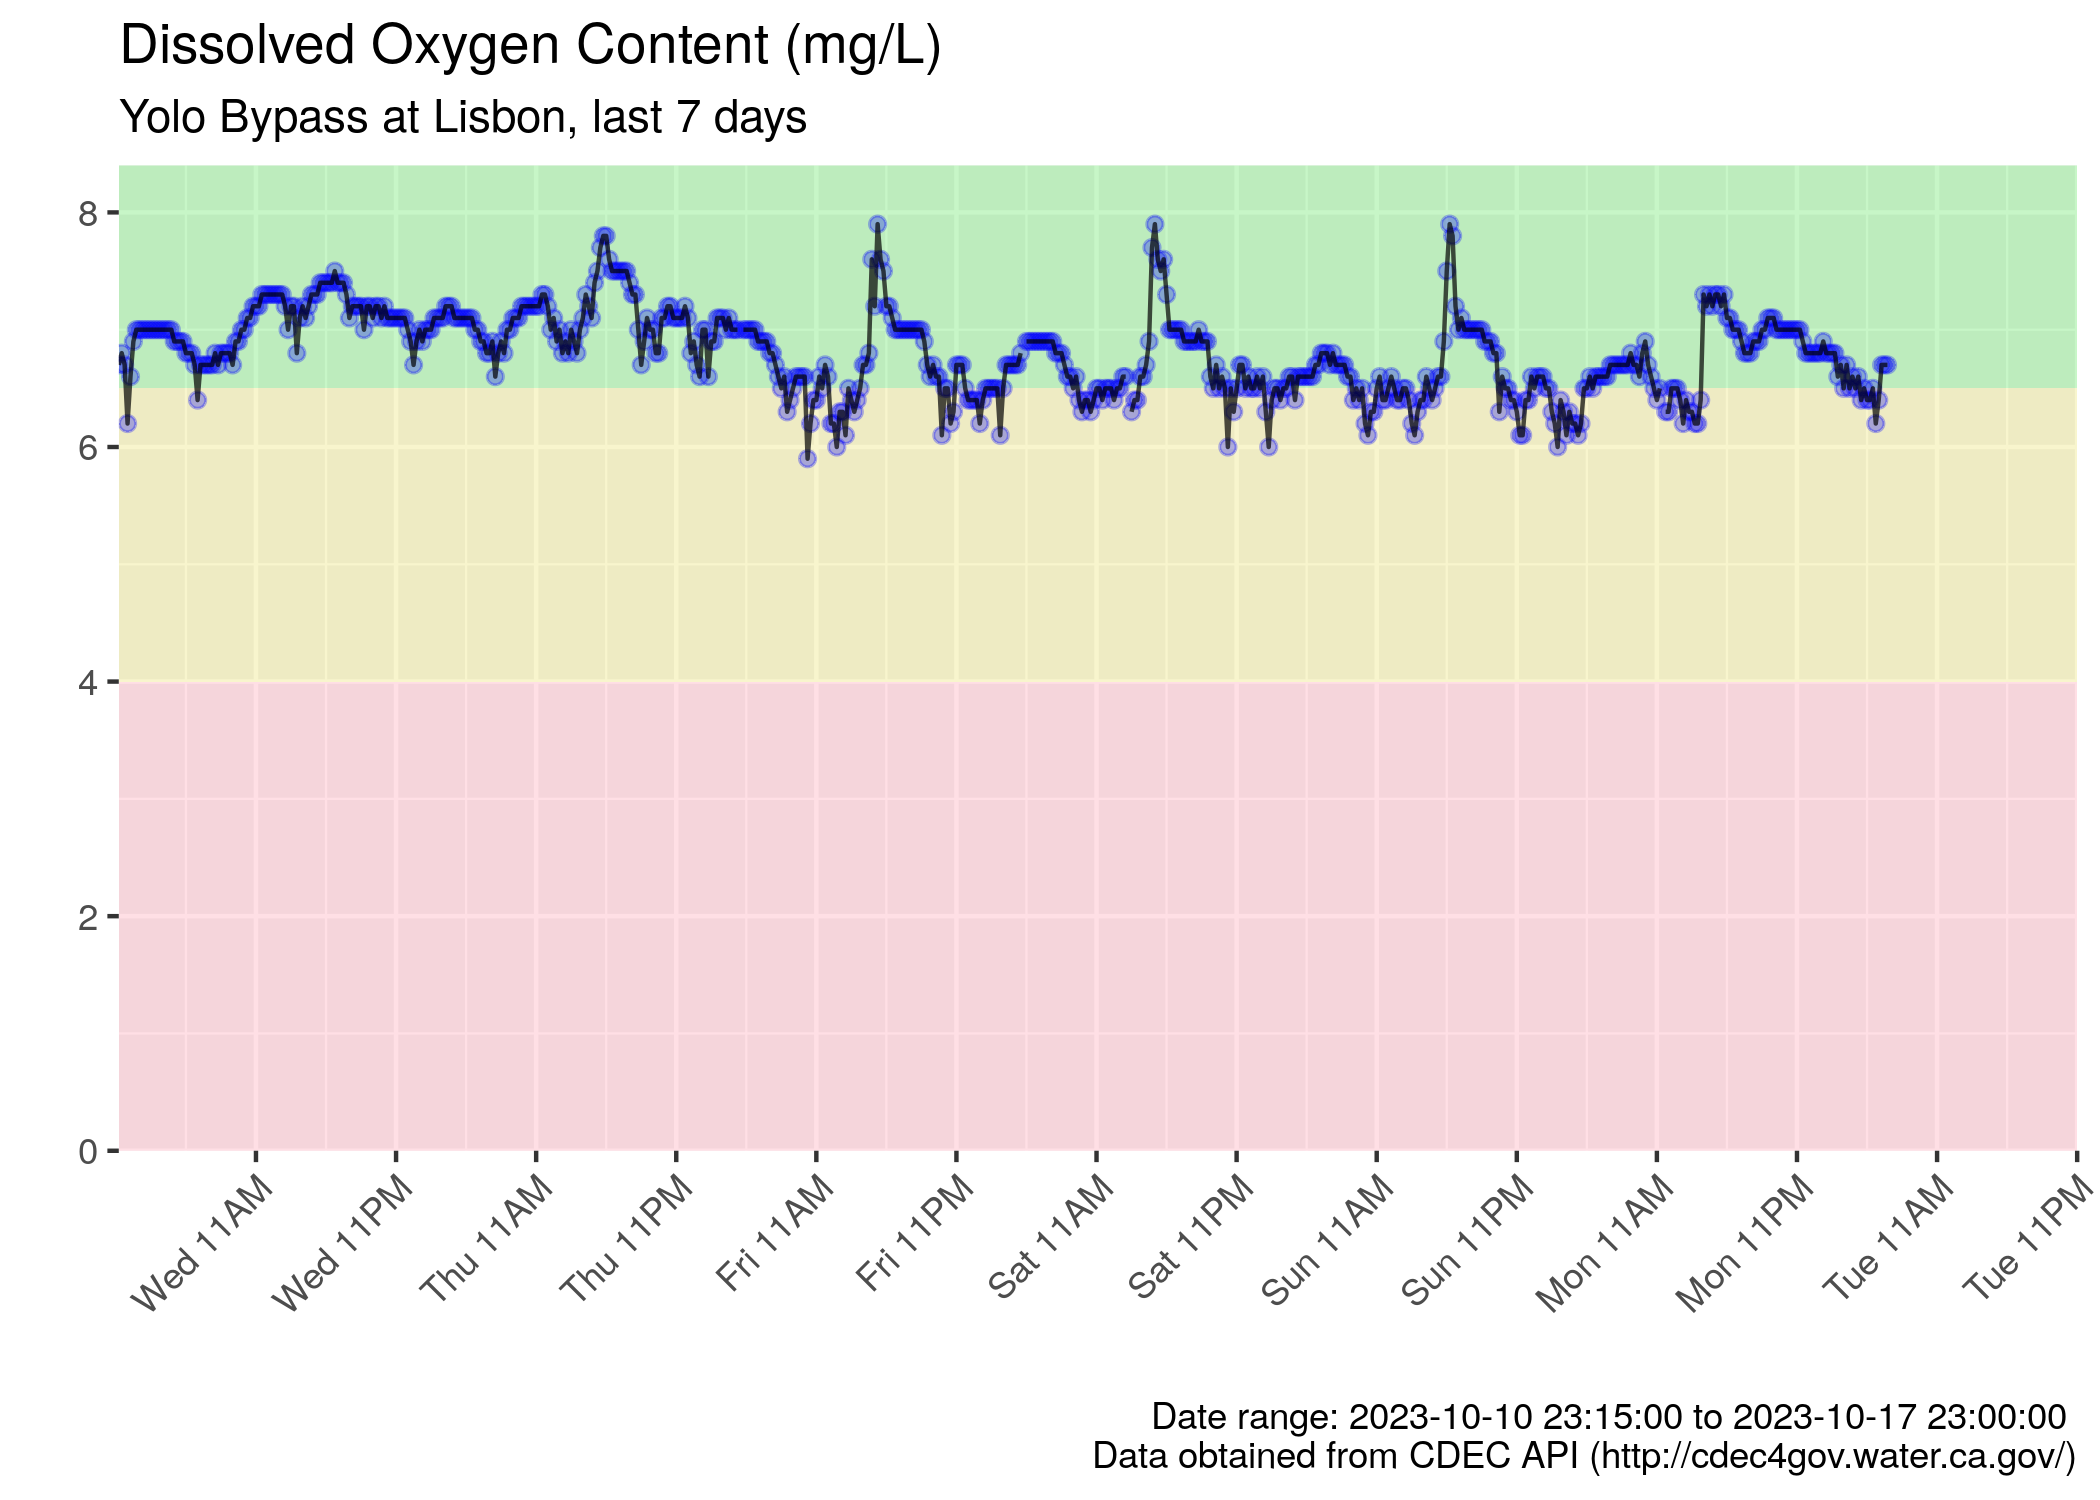 Dissolved Oxygen Content (mg/L)
Yolo Bypass at Lisbon, last 7 days
8
6
4
2
0
Wed 11AM
Wed 11PM
Thu 11AM
Thu 11PM
Fri 11AM
Fri 11PM
Sat 11AM
Sat 11PM
Sun 11AM
Sun 11PM
Mon 11AM
Mon 11PM
Tue 11AM
Tue 11PM
Date range: 2023-10-10 23:15:00 to 2023-10-17 23:00:00
Data obtained from CDEC API (http://cdec4gov.water.ca.gov/)